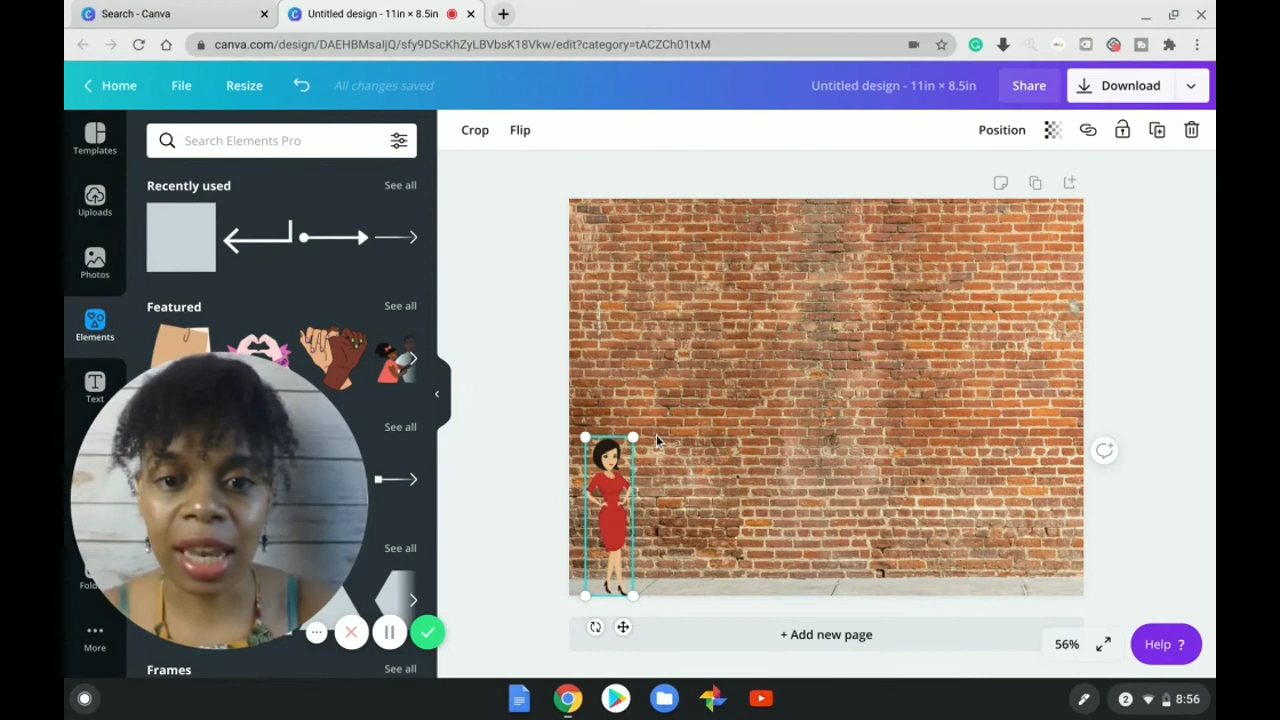 Search - Canva
Untitled design - 11in × 8.5in
canva.com/design/DAEHBMsaljQ/sfy9DScKhZyLBVbsK18Vkw/edit?category=tACZCh01txM
Home
File
Resize
All changes saved
Untitled design - 11in × 8.5in
Share
Download
Templates
Uploads
Photos
Elements
Text
More
Search Elements Pro
Recently used
See all
Featured
See all
See all
See all
Frames
See all
Crop
Flip
Position
+ Add new page
56%
Help ?
2
8:56